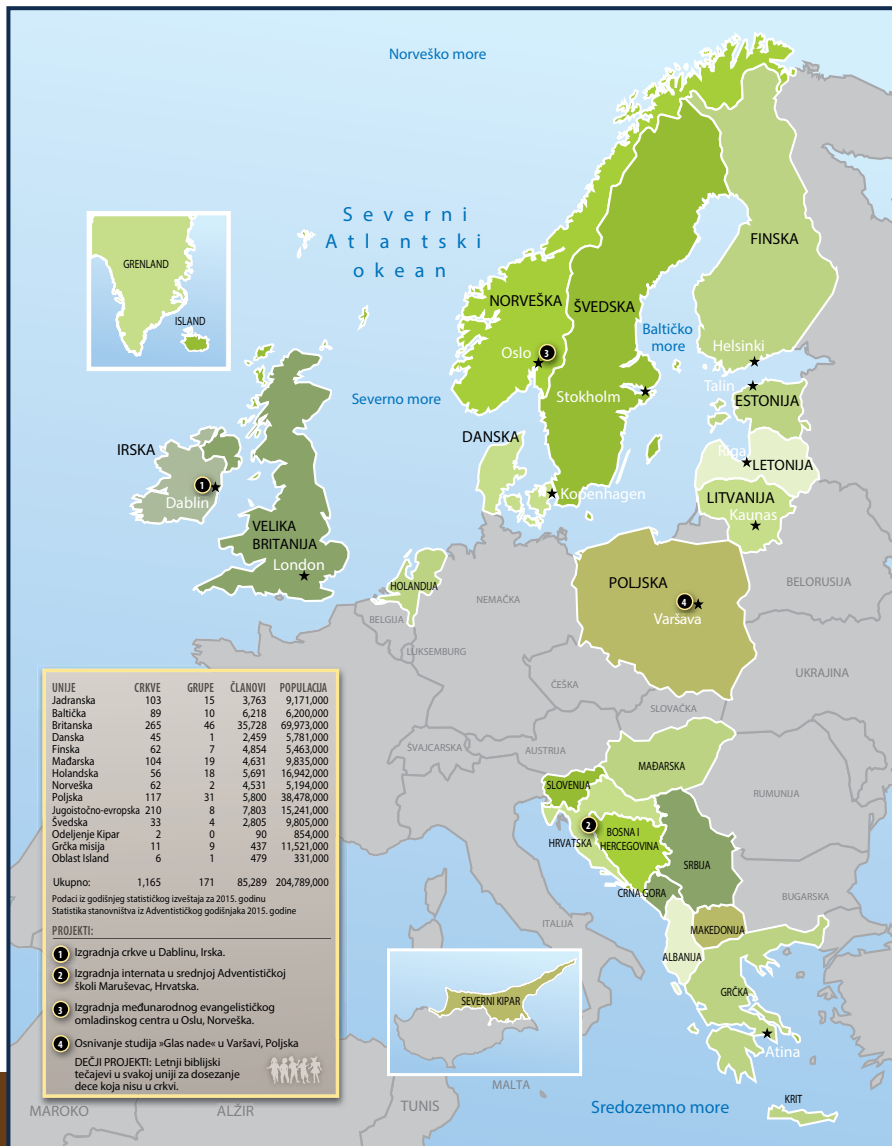 Norveško more
Severni
Atlantski
okean
GRENLAND
ISLAND
FINSKA
NORVEŠKA
ŠVEDSKA
Baltičko
more
Oslo
3
Helsinki
Talin
Stokholm
ESTONIJA
Severno more
DANSKA
IRSKA
Riga
LETONIJA
1
Dablin
Kopenhagen
LITVANIJA
Kaunas
VELIKA
BRITANIJA
London
HOLANDIJA
POLJSKA
4
Varšava
NEMAČKA
BELORUSIJA
BELGIJA
LUKSEMBURG
UKRAJINA
ČEŠKA
SLOVAČKA
ŠVAJCARSKA
AUSTRIJA
MAĐARSKA
SLOVENIJA
RUMUNIJA
2
HRVATSKA
BOSNA I
HERCEGOVINA
SRBIJA
CRNA GORA
BUGARSKA
ITALIJA
MAKEDONIJA
ALBANIJA
GRČKA
SEVERNI KIPAR
Atina
MALTA
KRIT
Sredozemno more
MAROKO
ALŽIR
TUNIS
UNIJE CRKVE GRUPE ČLANOVI POPULACIJA
Jadranska 103 15 3,763 9,171,000
Baltička 89 10 6,218 6,200,000
Britanska 265 46 35,728 69,973,000
Danska 45 1 2,459 5,781,000
Finska 62 7 4,854 5,463,000
Mađarska 104 19 4,631 9,835,000
Holandska 56 18 5,691 16,942,000
Norveška 62 2 4,531 5,194,000
Poljska 117 31 5,800 38,478,000
Jugoistočno-evropska 210 8 7,803 15,241,000
Švedska 33 4 2,805 9,805,000
Odeljenje Kipar 2 0 90 854,000
Grčka misija 11 9 437 11,521,000
Oblast Island 6 1 479 331,000
Ukupno: 1,165 171 85,289 204,789,000
Podaci iz godišnjeg statističkog izveštaja za 2015. godinu
Statistika stanovništva iz Adventističkog godišnjaka 2015. godine
PROJEKTI:
1 Izgradnja crkve u Dablinu, Irska.
2 Izgradnja internata u srednjoj Adventističkoj
školi Maruševac, Hrvatska.
3 Izgradnja međunarodnog evangelističkog
omladinskog centra u Oslu, Norveška.
4 Osnivanje studija »Glas nade« u Varšavi, Poljska
DEČJI PROJEKTI: Letnji biblijski
tečajevi u svakoj uniji za dosezanje
dece koja nisu u crkvi.